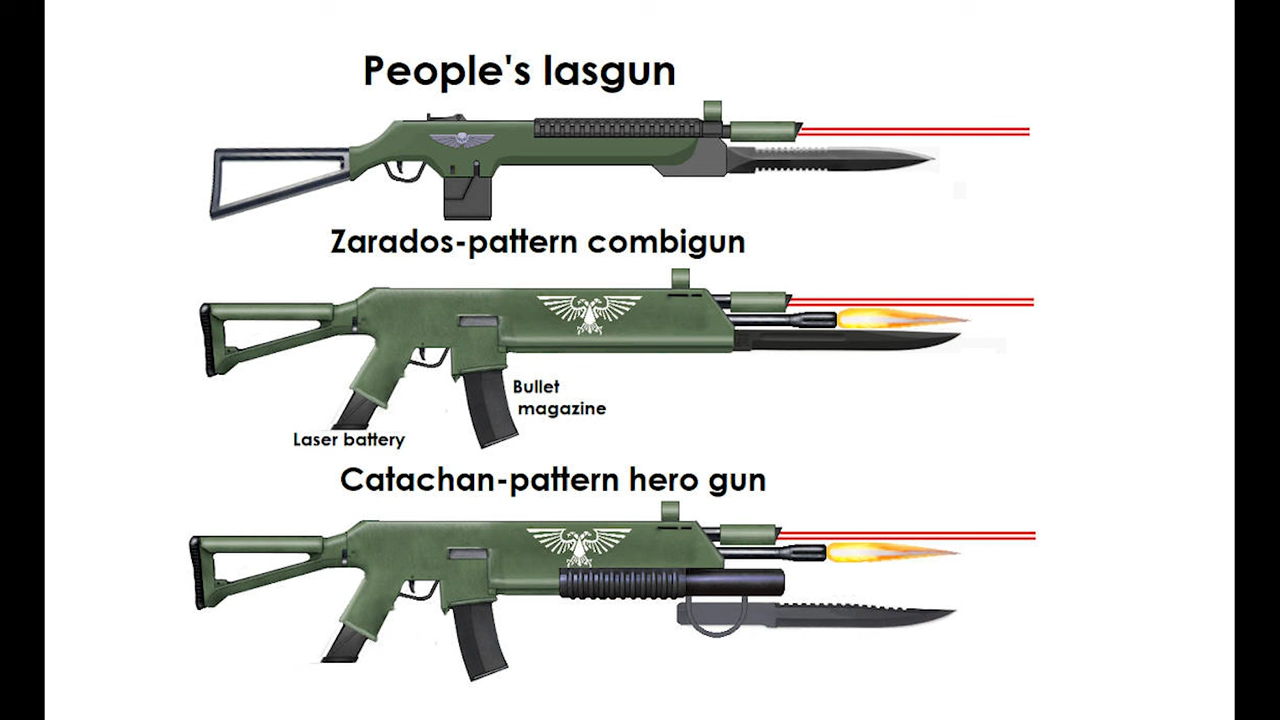 People's lasgun
Zarados-pattern combigun
Bullet
magazine
Laser battery
Catachan-pattern hero gun